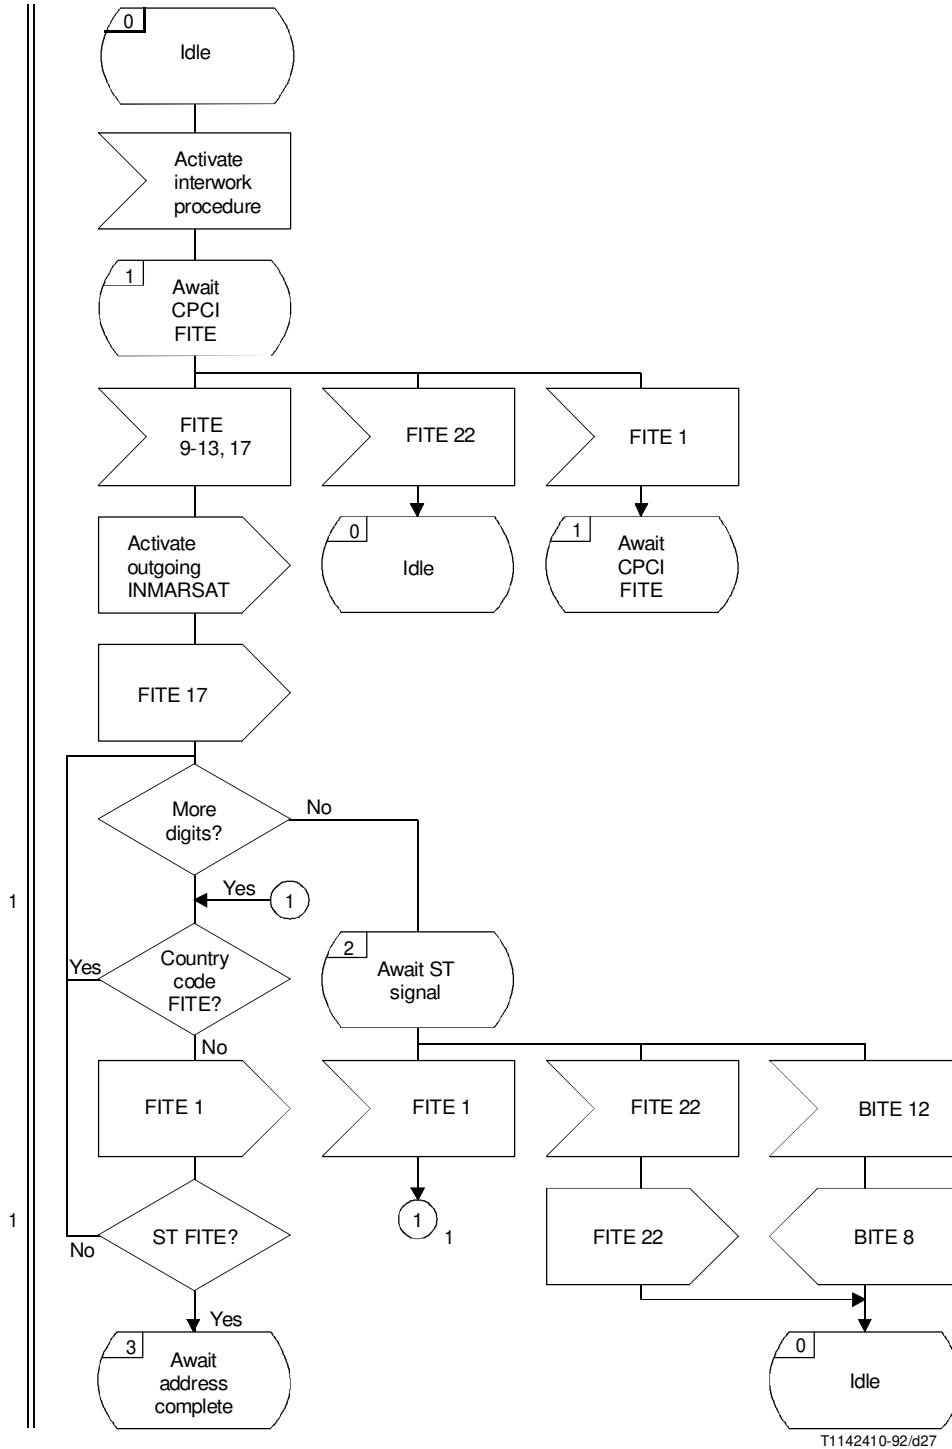 0
Idle
Activate
interwork
procedure
1
Await
CPCI
FITE
FITE
9-13, 17
FITE 22
FITE 1
Activate
outgoing
INMARSAT
0
Idle
1
Await
CPCI
FITE
FITE 17
More
digits?
No
Yes
1
1
Country
code
FITE?
Yes
No
2
Await ST
signal
FITE 1
FITE 1
FITE 22
BITE 12
1
ST FITE?
No
Yes
1
1
FITE 22
BITE 8
3
Await
address
complete
0
Idle
T1142410-92/d27